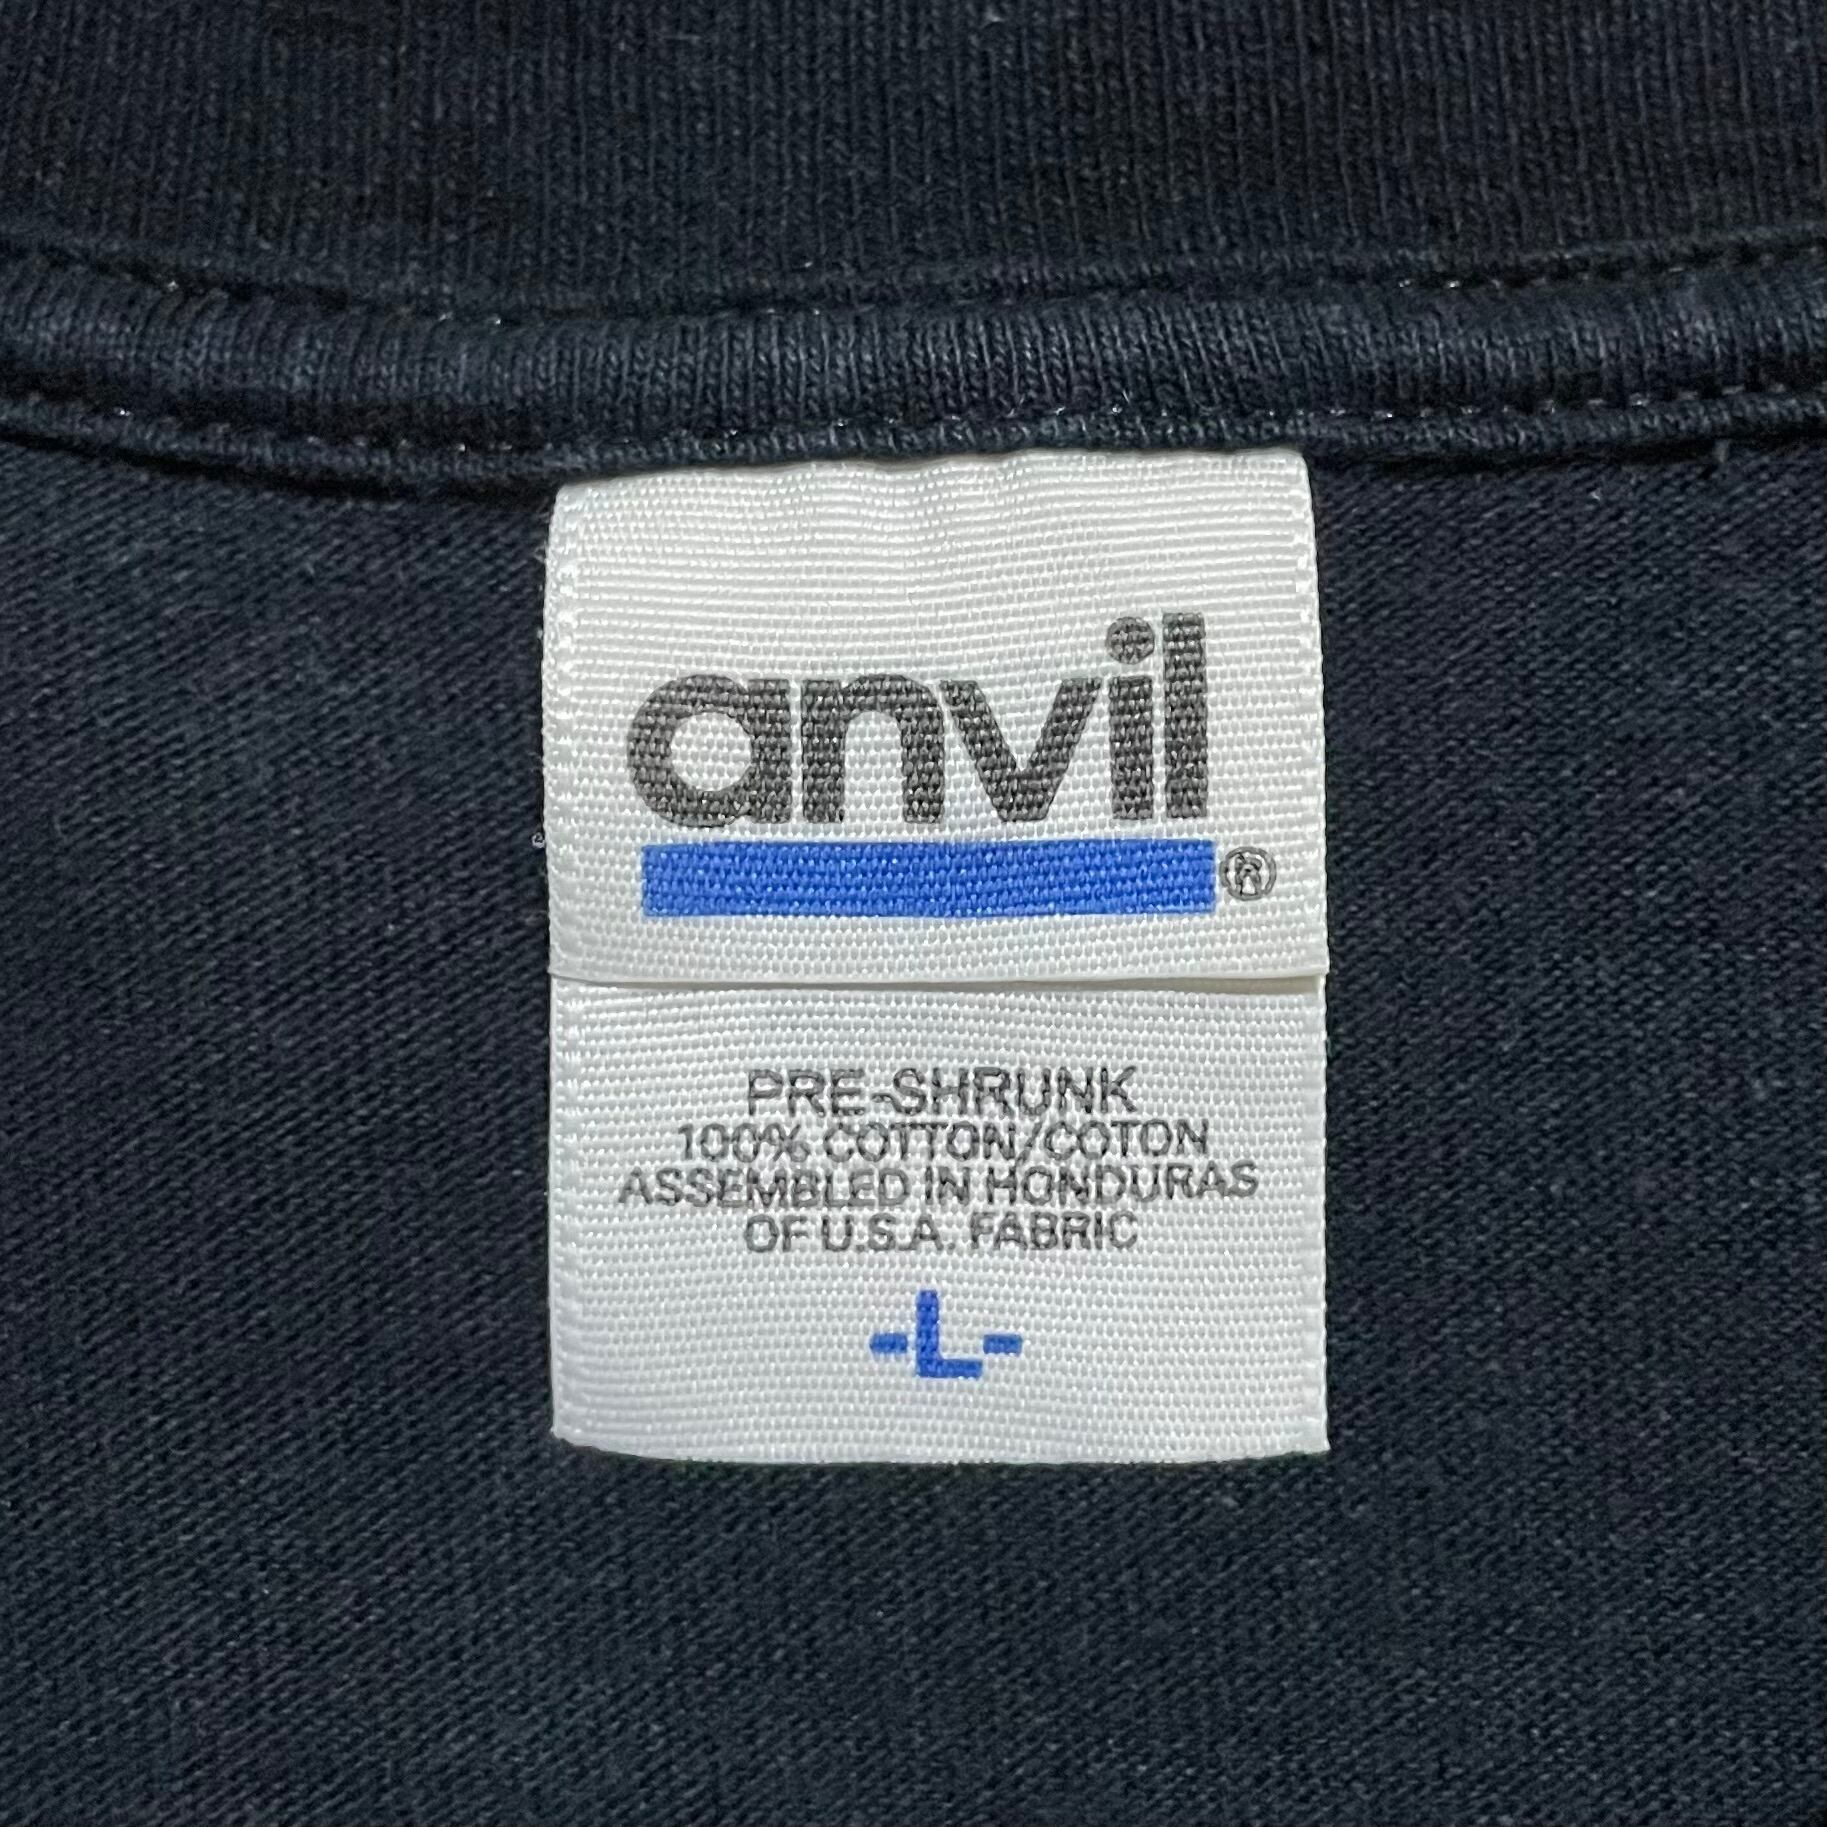 anvil®
PRE-SHRUNK
100% COTTON/COTON
ASSEMBLED IN HONDURAS
OF U.S.A. FABRIC
-L-